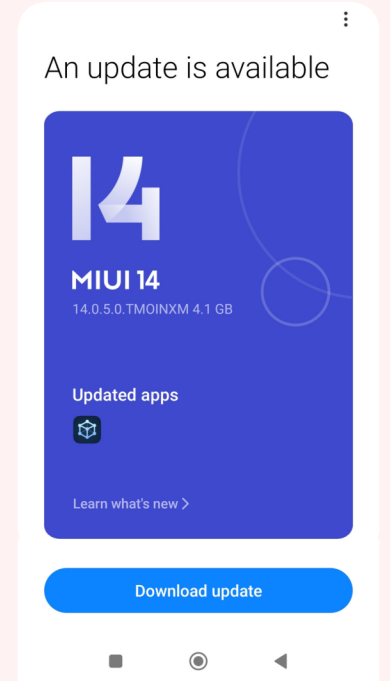 An update is available
14
MIUI 14
14.0.5.0.TMOINXM 4.1 GB
Updated apps
Learn what's new >
Download update